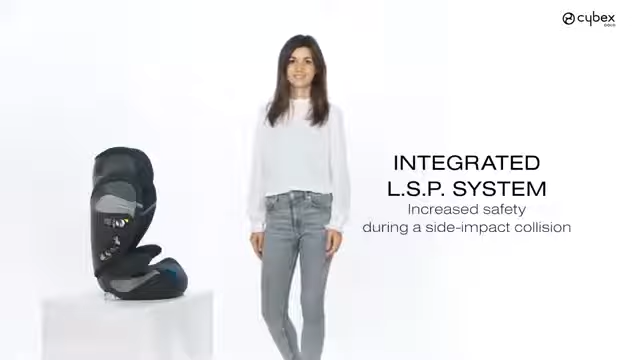 cybex
INTEGRATED
L.S.P. SYSTEM
Increased safety
during a side-impact collision